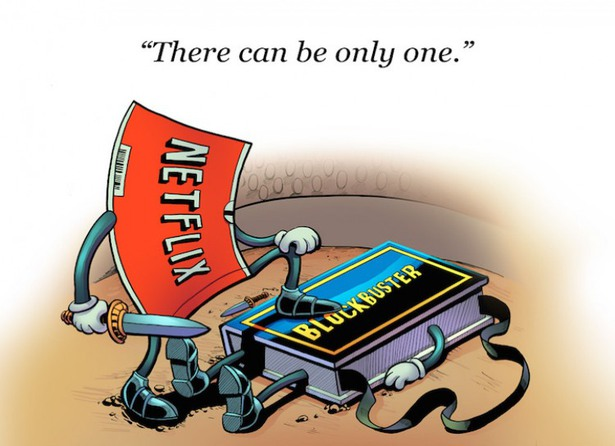 “There can be only one.”
NETFLIX
BLOCKBUSTER